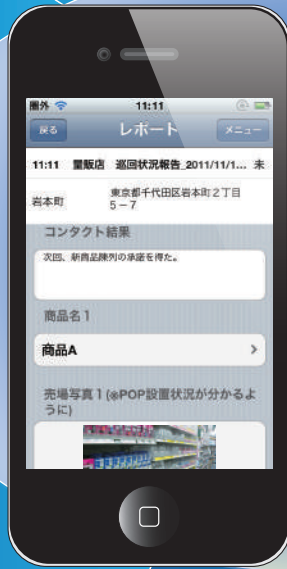 圏外 11:11
戻る レポート メニュー
11:11 量販店 巡回状況報告_2011/11/1... 未
岩本町 東京都千代田区岩本町2丁目
5-7
コンタクト結果
次回、新商品陳列の承諾を得た。
商品名1
商品A
売場写真1(※POP設置状況が分かるよ
うに)